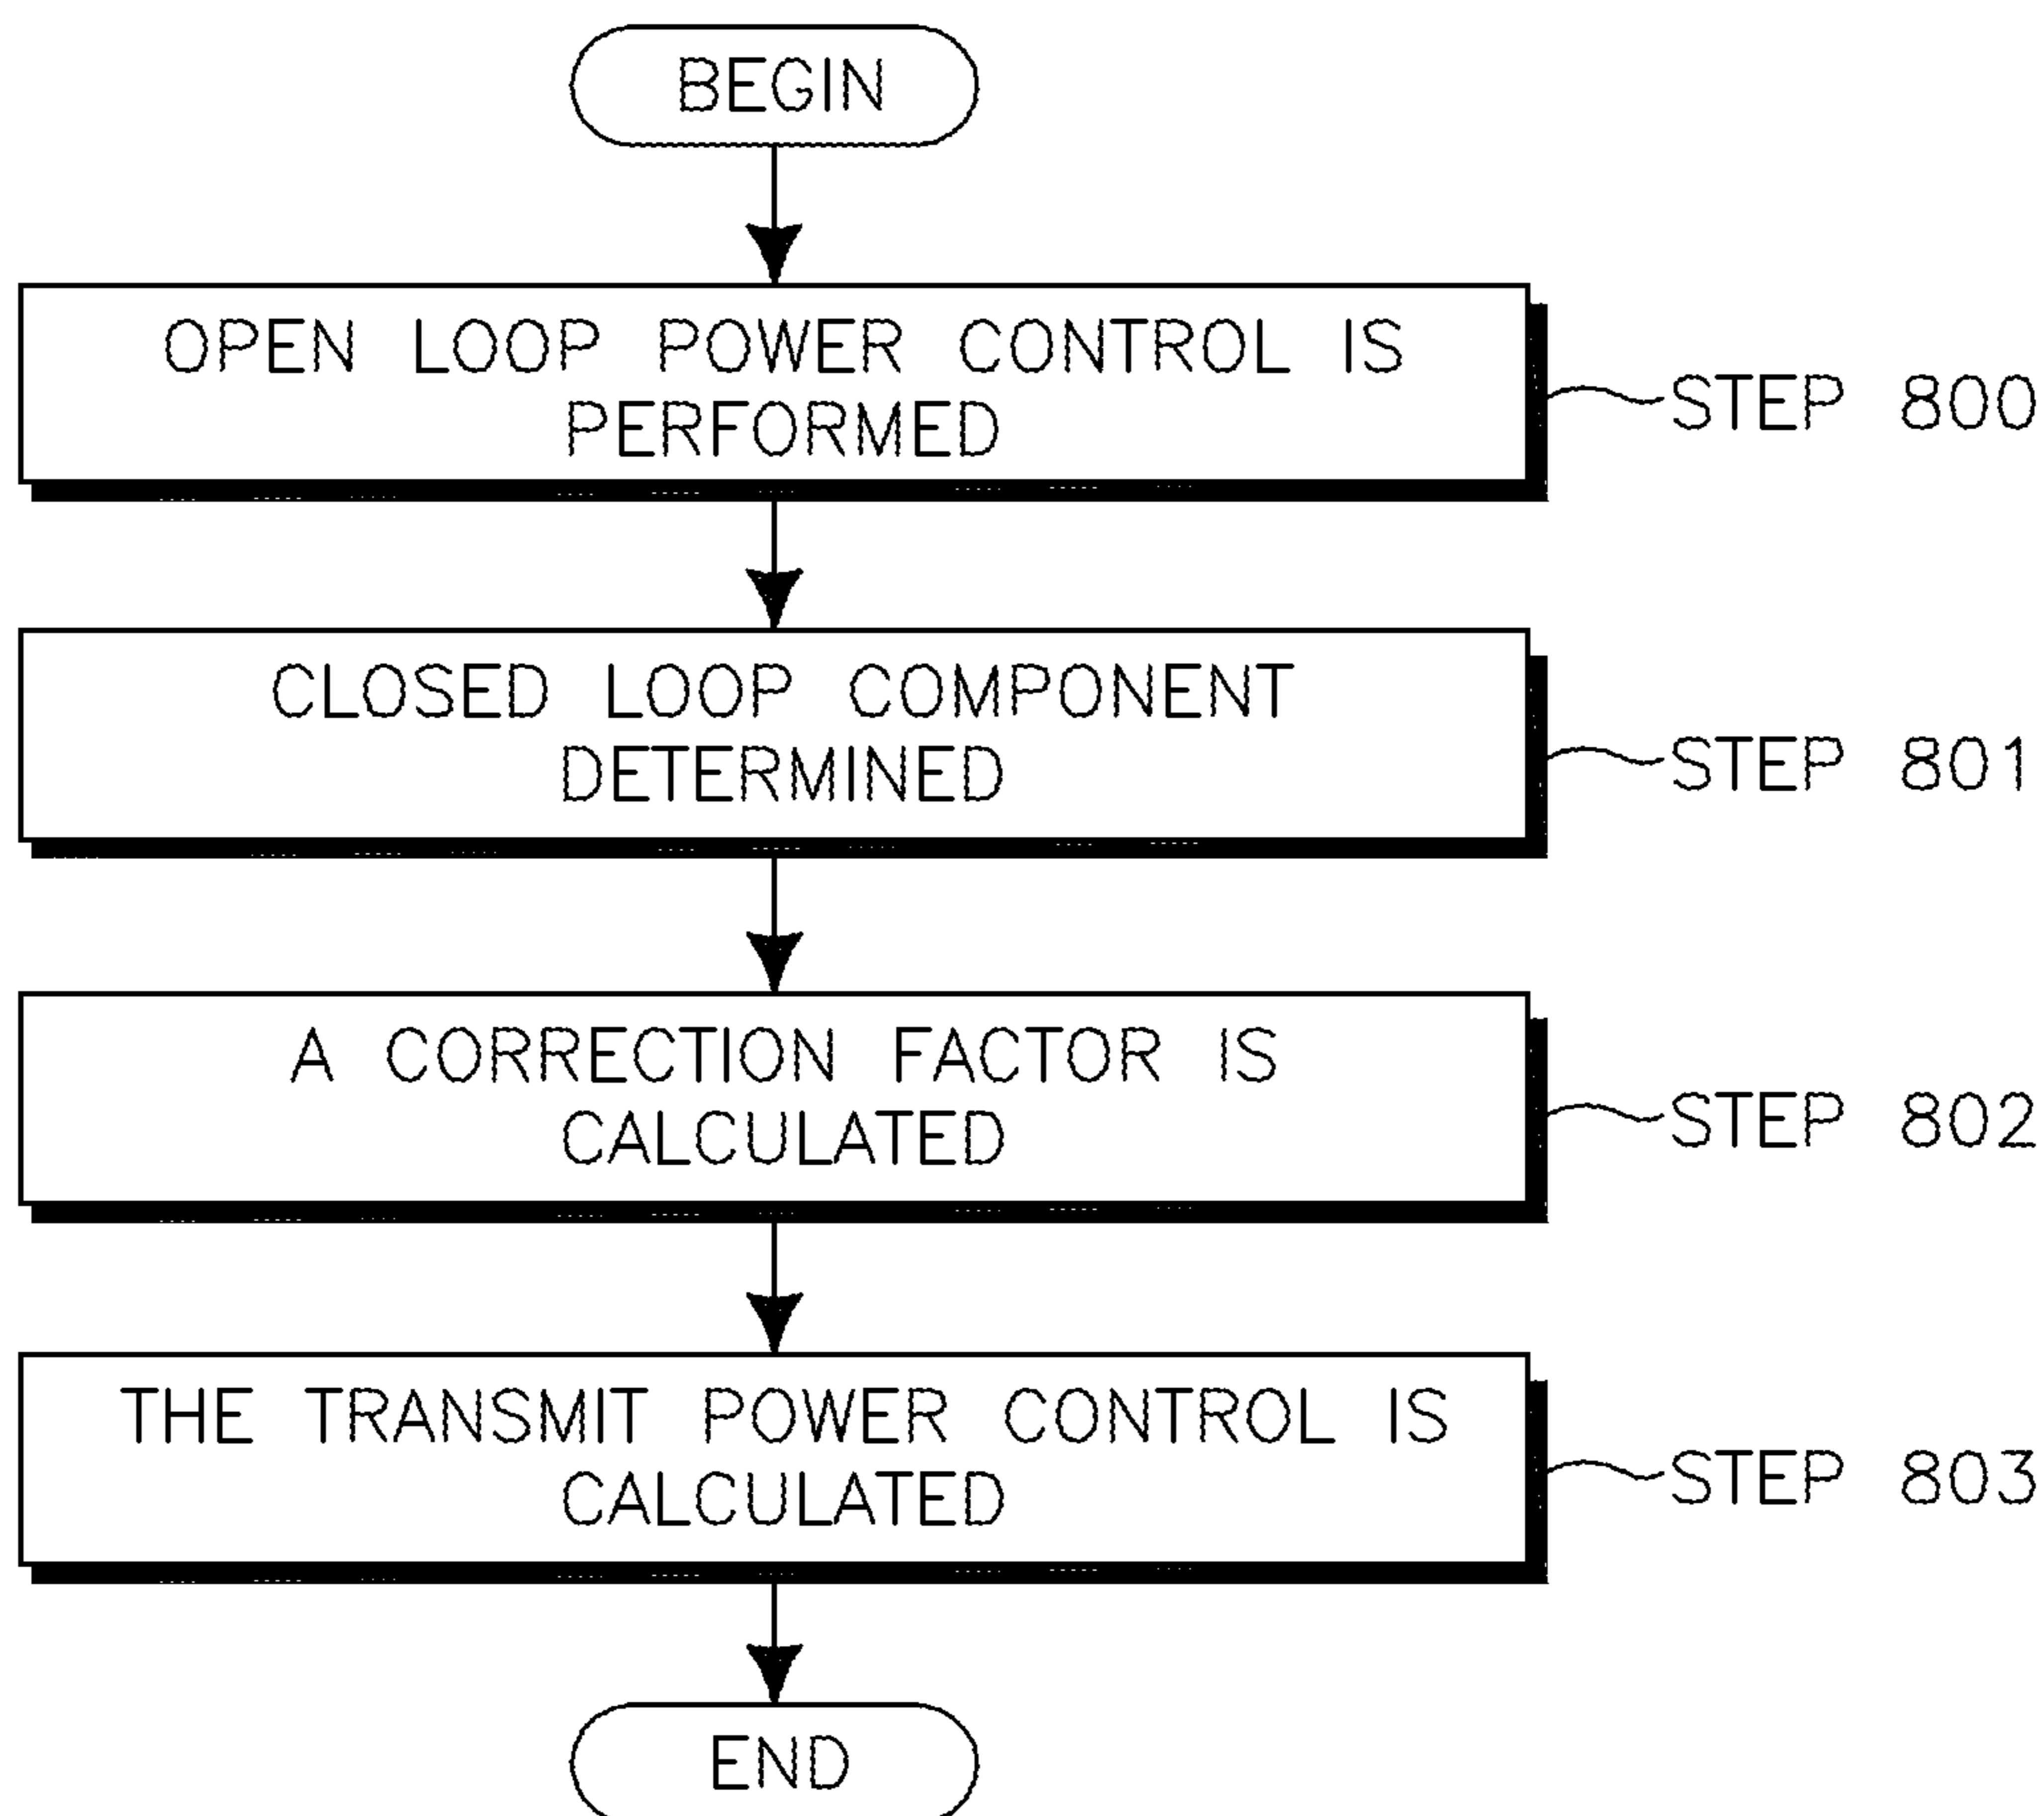 BEGIN
OPEN LOOP POWER CONTROL IS
PERFORMED
STEP 800
CLOSED LOOP COMPONENT
DETERMINED
STEP 801
A CORRECTION FACTOR IS
CALCULATED
STEP 802
THE TRANSMIT POWER CONTROL IS
CALCULATED
STEP 803
END